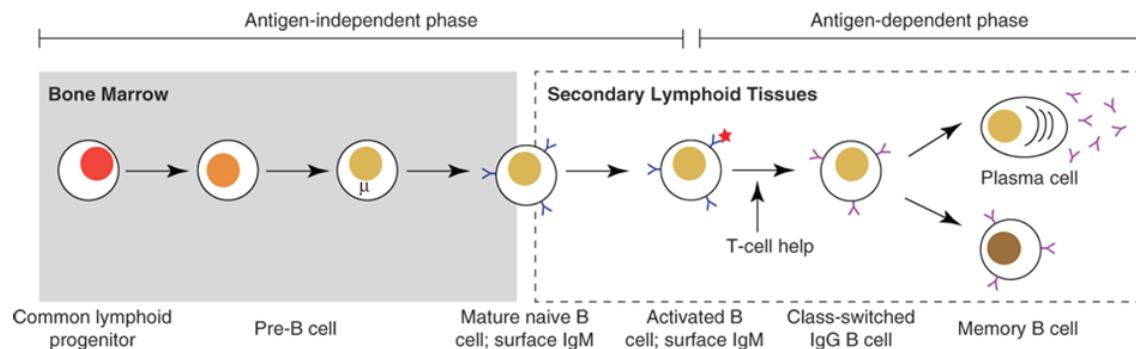 Antigen-independent phase
Antigen-dependent phase
Bone Marrow
Secondary Lymphoid Tissues
μ
Plasma cell
T-cell help
Common lymphoid
progenitor
Pre-B cell
Mature naive B
cell; surface IgM
Activated B
cell; surface IgM
Class-switched
IgG B cell
Memory B cell